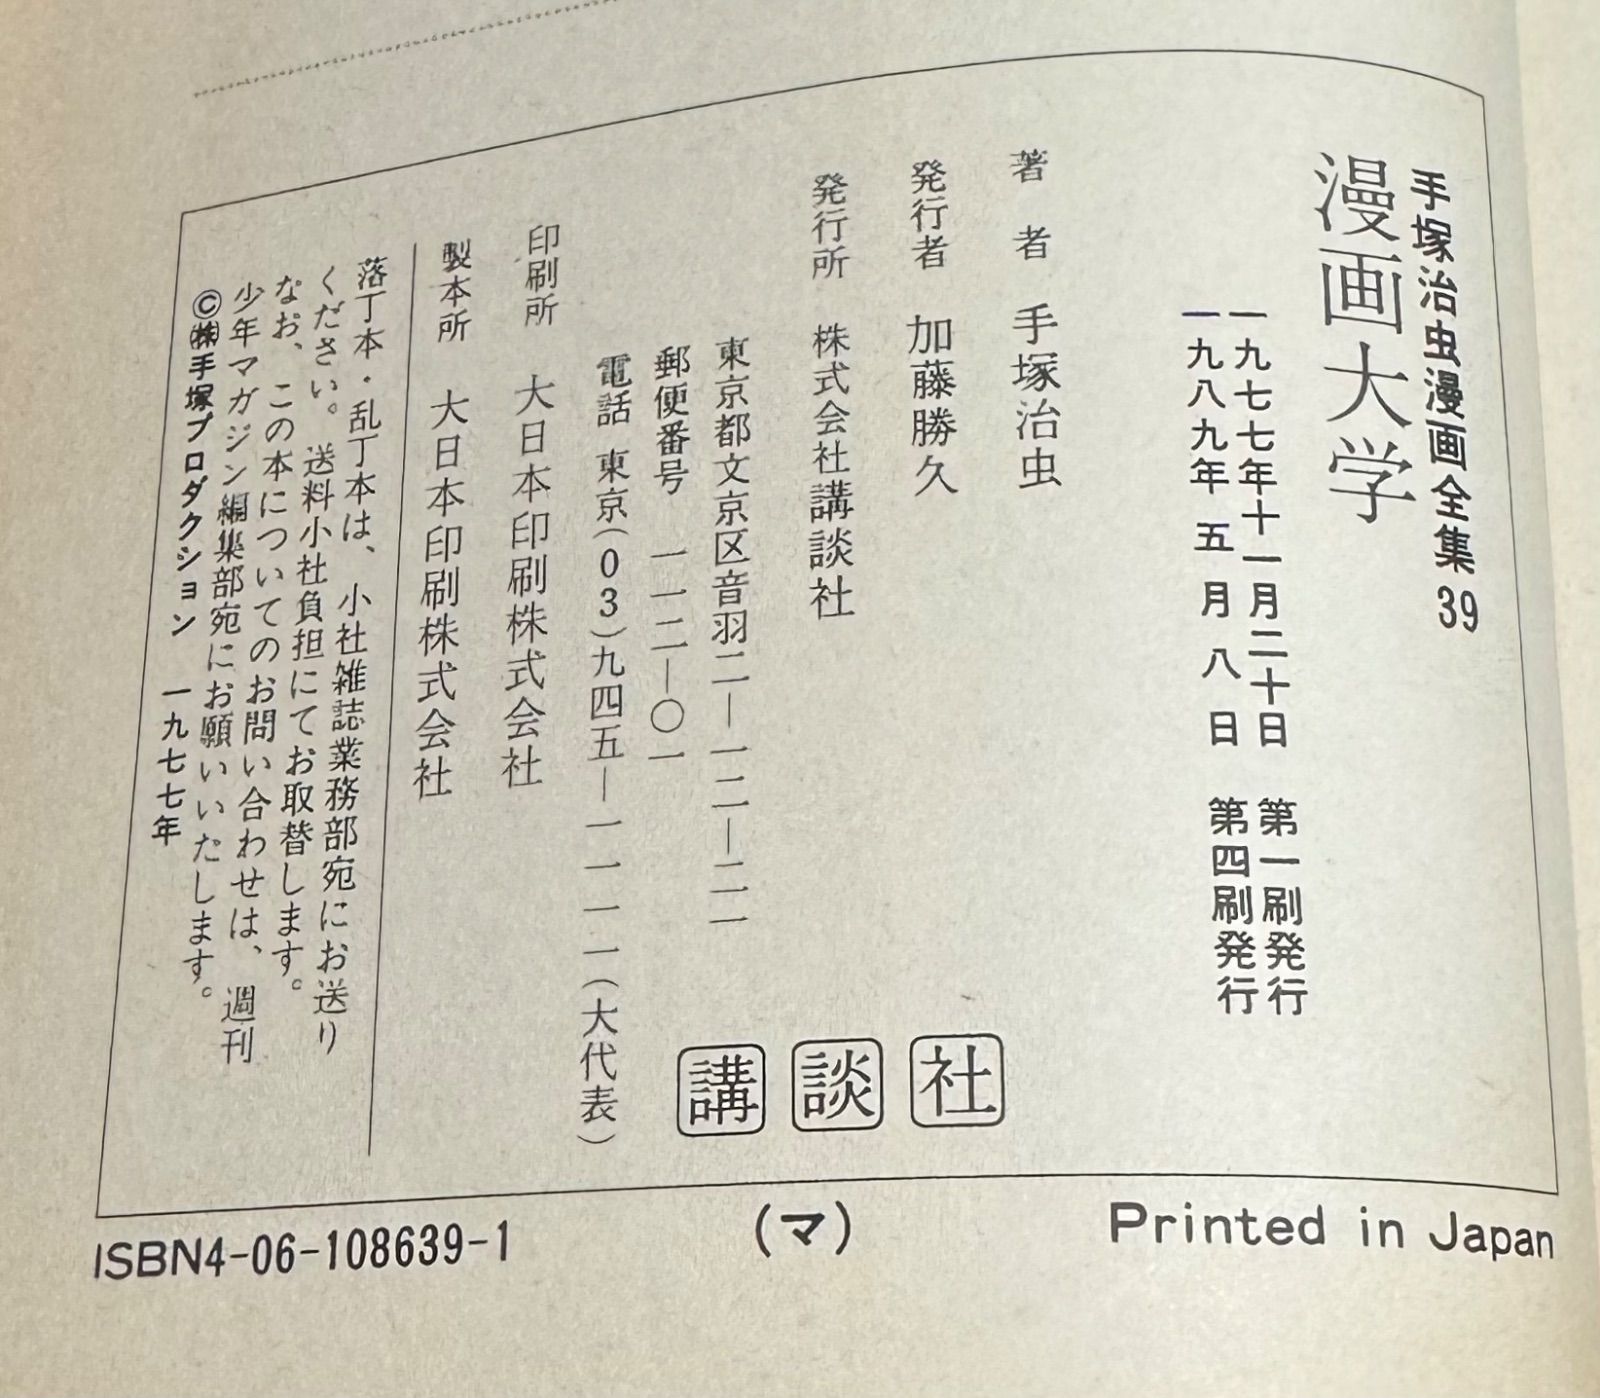 手塚治虫漫画全集 39
漫画大学
一九七七年十一月二十日 第一刷発行
一九八九年 五 月 八 日 第四刷発行
著 者 手塚治虫
発行者 加藤勝久
発行所 株式会社講談社
東京都文京区音羽二―一二―二一
郵便番号 一一二―〇一
電話 東京(03)九四五―一一一一(大代表)
印刷所 大日本印刷株式会社
製本所 大日本印刷株式会社
落丁本・乱丁本は、小社雑誌業務部宛にお送り
ください。送料小社負担にてお取替します。
なお、この本についてのお問い合わせは、週刊
少年マガジン編集部宛にお願いいたします。
©㈱手塚プロダクション 一九七七年
講談社
ISBN4-06-108639-1
(マ)
Printed in Japan